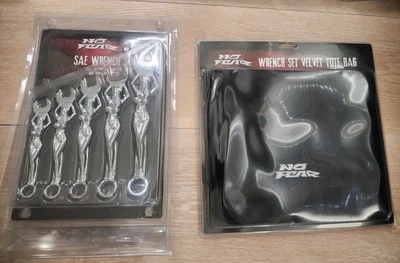 NO
FEAR
SAE WRENCH
NO
FEAR
WRENCH SET VELVET TOTE BAG
NO
FEAR